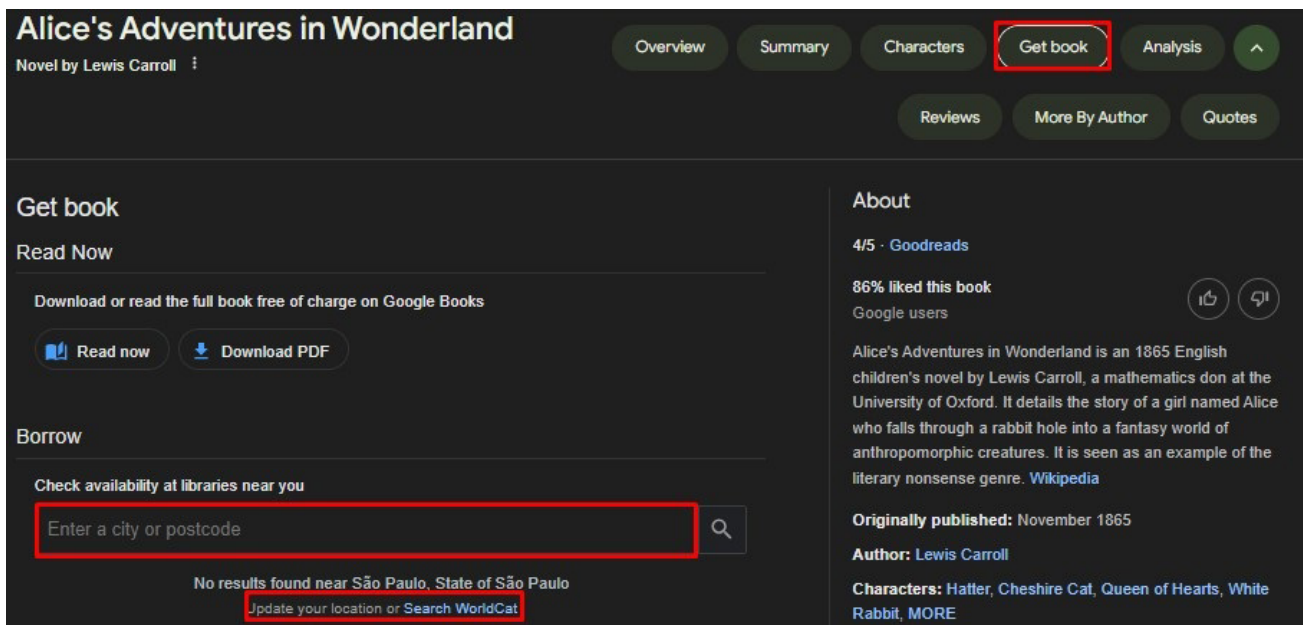 Alice's Adventures in Wonderland
Novel by Lewis Carroll
Overview
Summary
Characters
Get book
Analysis
Reviews
More By Author
Quotes
Get book
Read Now
Download or read the full book free of charge on Google Books
Read now
Download PDF
Borrow
Check availability at libraries near you
Enter a city or postcode
No results found near São Paulo, State of São Paulo
Update your location or Search WorldCat
About
4/5 · Goodreads
86% liked this book
Google users
Alice's Adventures in Wonderland is an 1865 English
children's novel by Lewis Carroll, a mathematics don at the
University of Oxford. It details the story of a girl named Alice
who falls through a rabbit hole into a fantasy world of
anthropomorphic creatures. It is seen as an example of the
literary nonsense genre. Wikipedia
Originally published: November 1865
Author: Lewis Carroll
Characters: Hatter, Cheshire Cat, Queen of Hearts, White
Rabbit, MORE